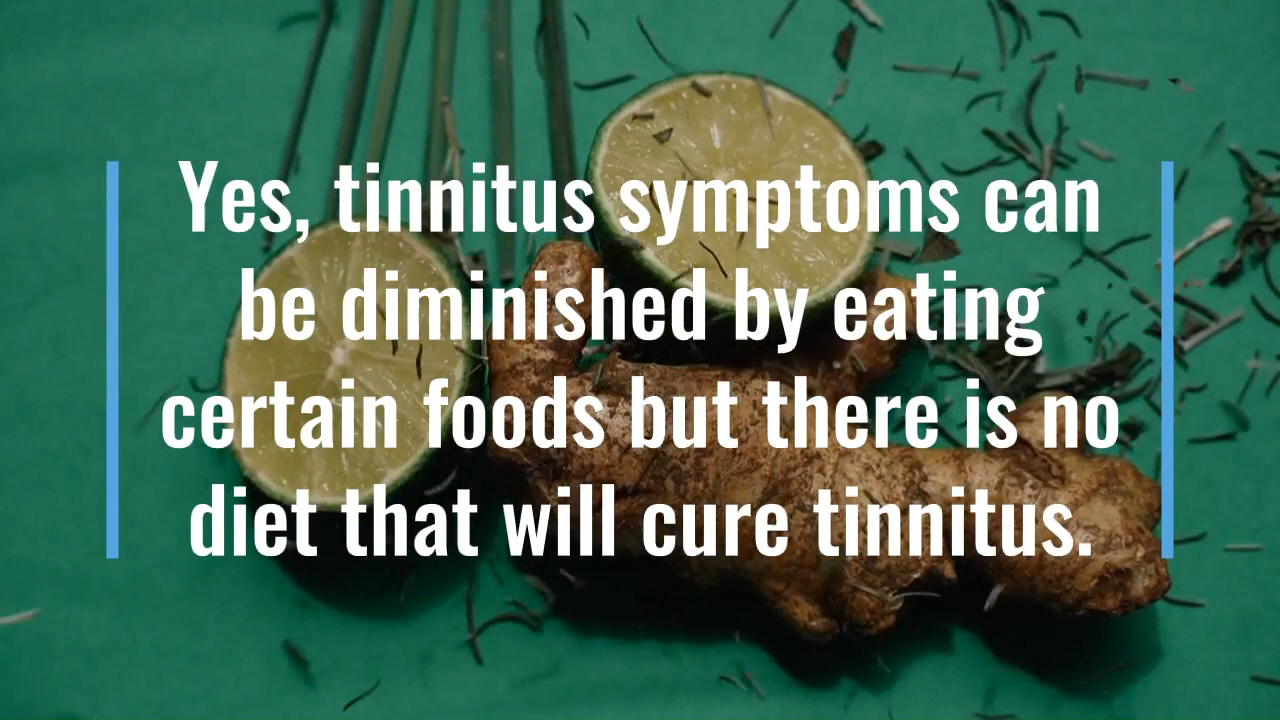 Yes, tinnitus symptoms can
be diminished by eating
certain foods but there is no
diet that will cure tinnitus.